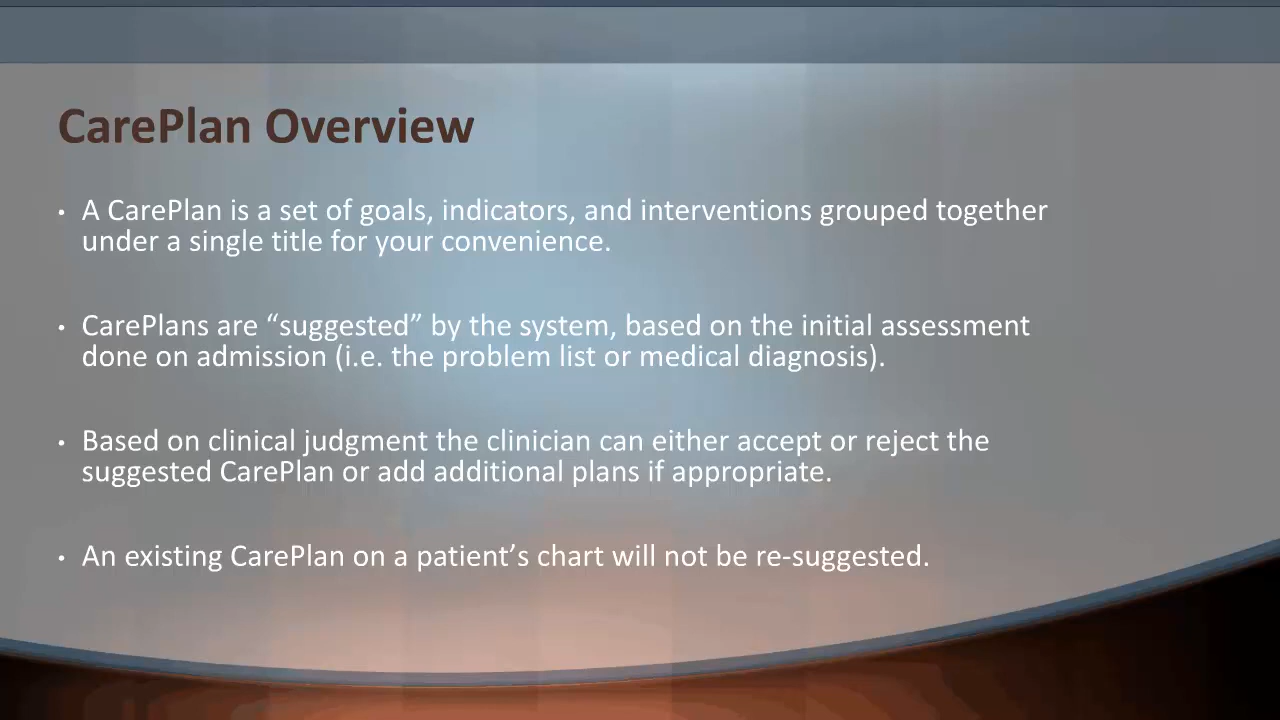 CarePlan Overview
• A CarePlan is a set of goals, indicators, and interventions grouped together
under a single title for your convenience.
• CarePlans are “suggested” by the system, based on the initial assessment
done on admission (i.e. the problem list or medical diagnosis).
• Based on clinical judgment the clinician can either accept or reject the
suggested CarePlan or add additional plans if appropriate.
• An existing CarePlan on a patient’s chart will not be re-suggested.